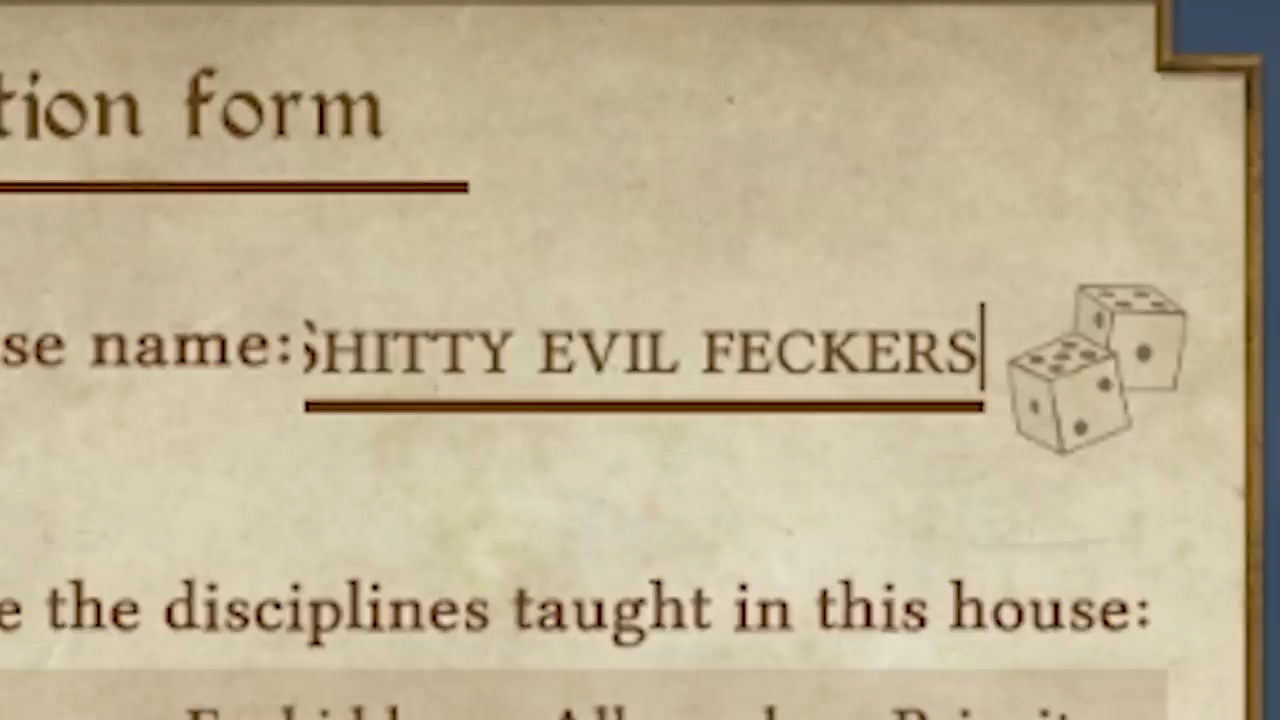 tion form
se name: SHITTY EVIL FECKERS
e the disciplines taught in this house: